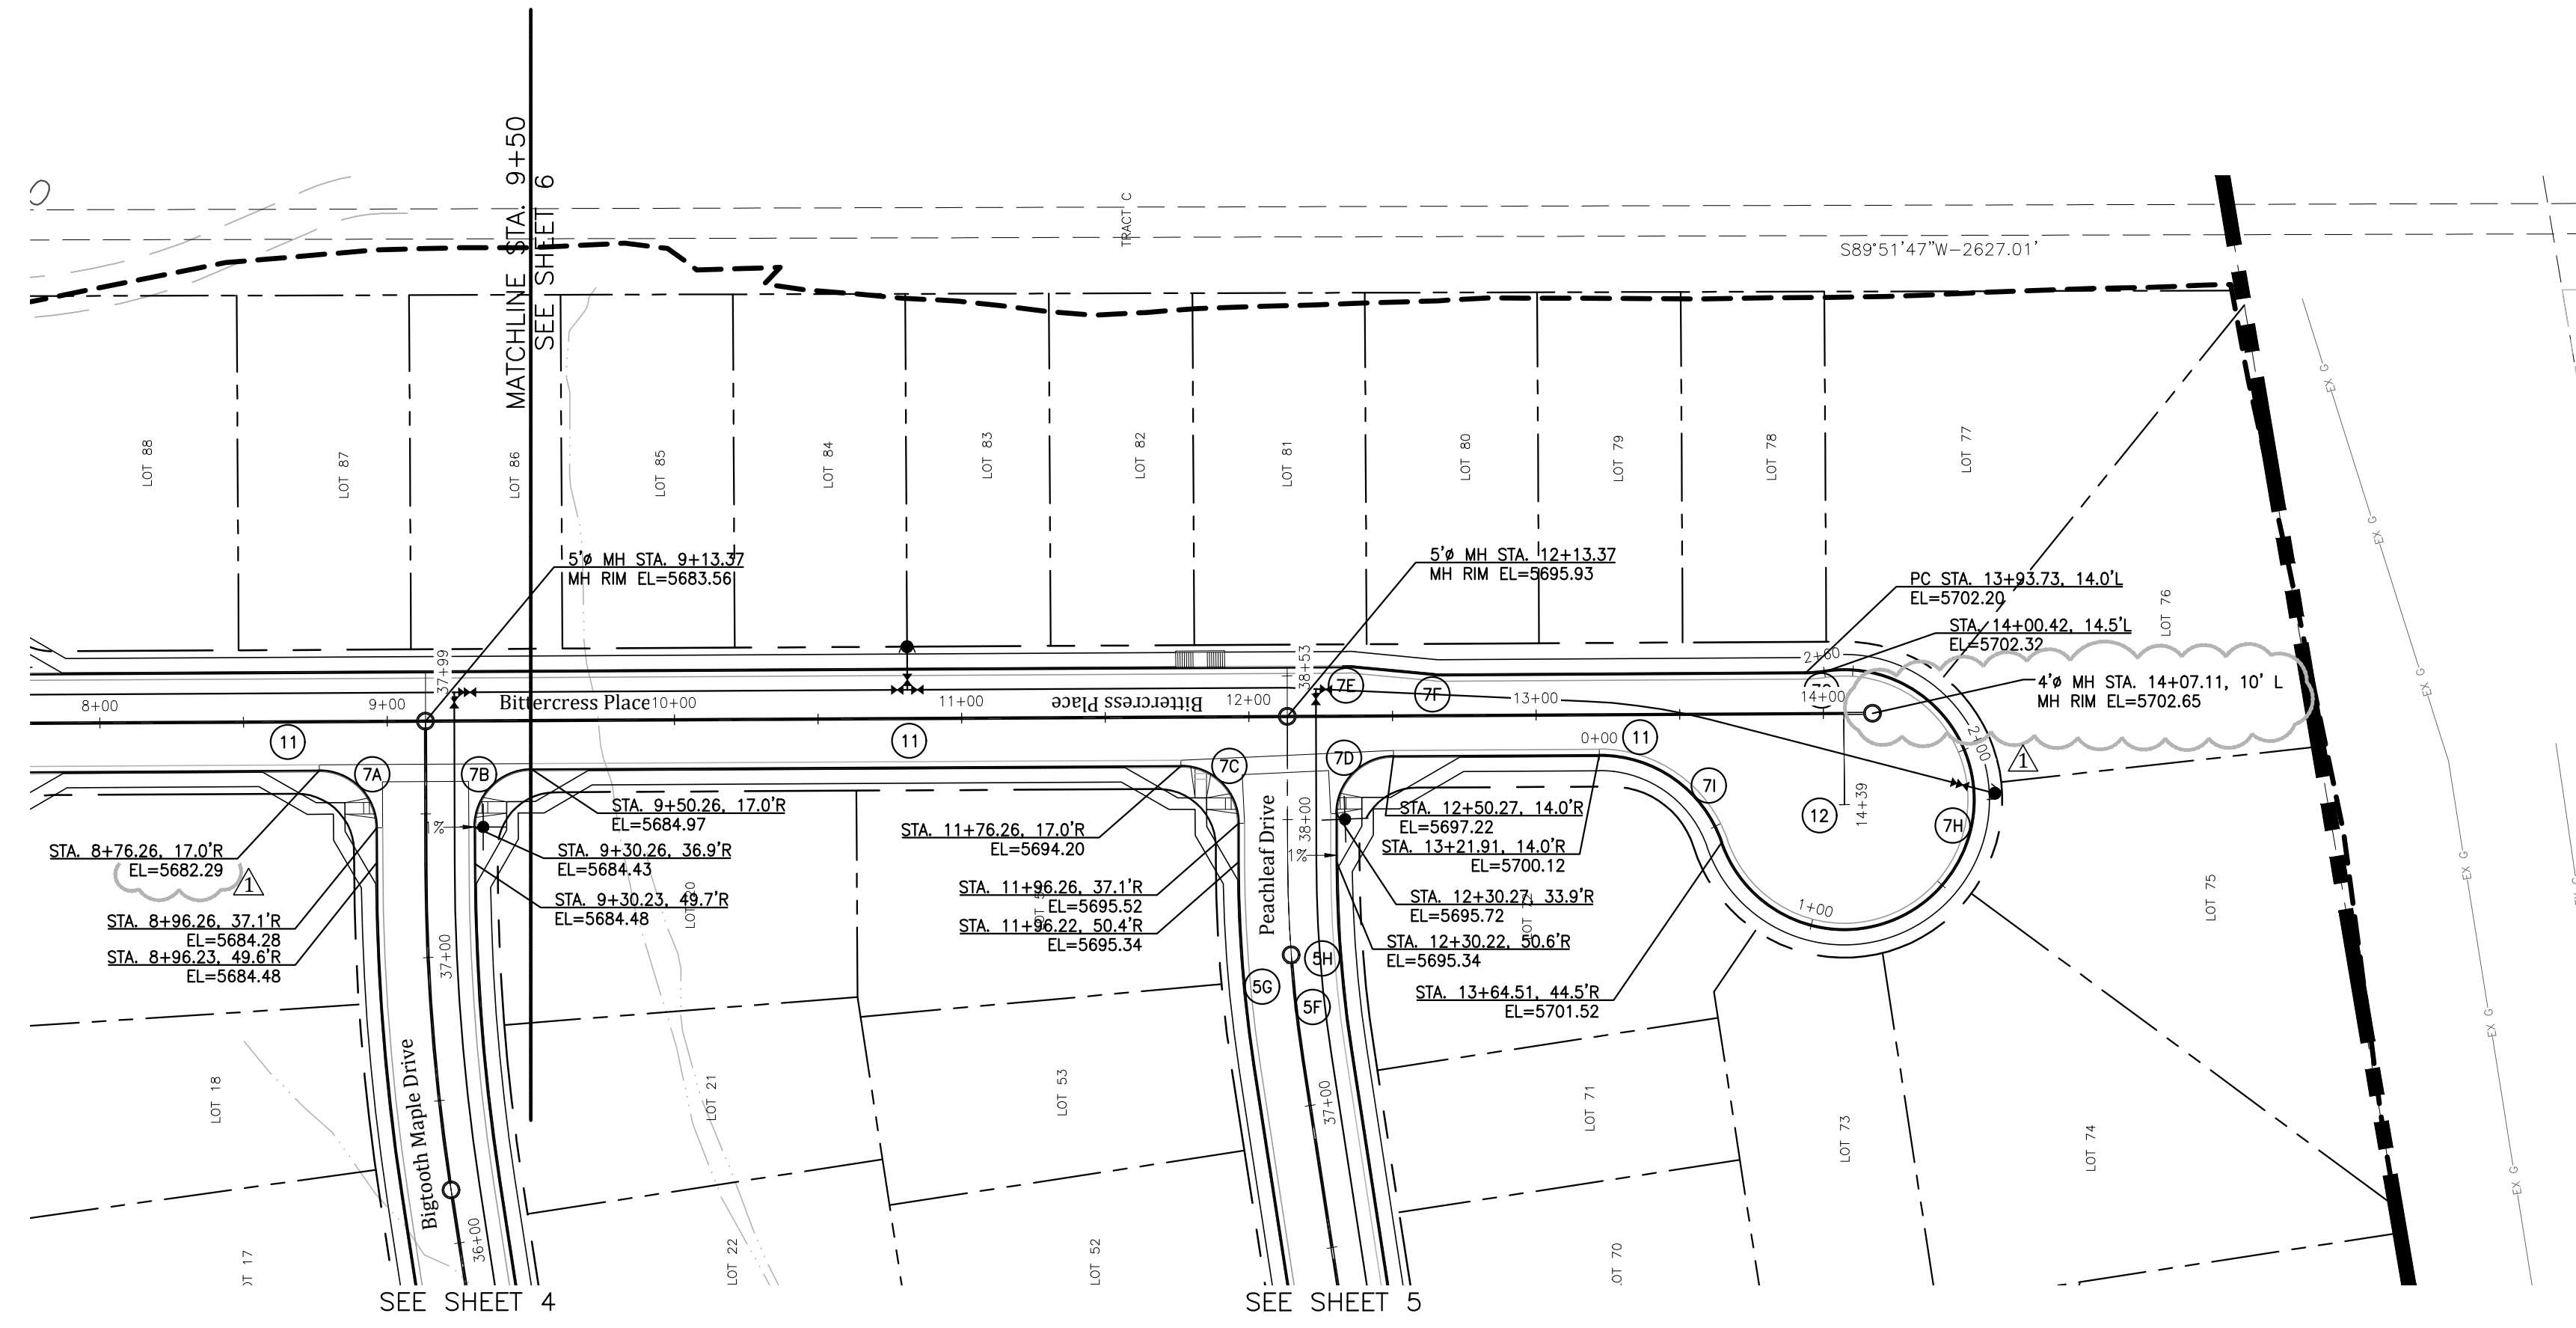 MATCHLINE STA. 9+50
SEE SHEET 6
TRACT C
S89°51'47"W-2627.01'
EX G
EX G
EX G
EX G
EX G
EX G
LOT 88
LOT 87
LOT 86
LOT 85
LOT 84
LOT 83
LOT 82
LOT 81
LOT 80
LOT 79
LOT 78
LOT 77
LOT 76
5'ø MH STA. 9+13.37
MH RIM EL=5683.56
5'ø MH STA. 12+13.37
MH RIM EL=5695.93
PC STA. 13+93.73, 14.0'L
EL=5702.20
STA. 14+00.42, 14.5'L
EL=5702.32
4'ø MH STA. 14+07.11, 10' L
MH RIM EL=5702.65
37+99
38+53
2+60
8+00
9+00
Bittercress Place
10+00
11+00
Bittercress Place
12+00
7E
7F
13+00
14+00
2+00
11
11
0+00
11
1
7A
7B
7C
7D
7I
12
14+39
7H
1%
1%
38+00
Peachleaf Drive
STA. 8+76.26, 17.0'R
EL=5682.29
1
STA. 8+96.26, 37.1'R
EL=5684.28
STA. 8+96.23, 49.6'R
EL=5684.48
STA. 9+50.26, 17.0'R
EL=5684.97
STA. 9+30.26, 36.9'R
EL=5684.43
STA. 9+30.23, 49.7'R
EL=5684.48
STA. 11+76.26, 17.0'R
EL=5694.20
STA. 11+96.26, 37.1'R
EL=5695.52
STA. 11+96.22, 50.4'R
EL=5695.34
STA. 12+50.27, 14.0'R
EL=5697.22
STA. 13+21.91, 14.0'R
EL=5700.12
STA. 12+30.27, 33.9'R
EL=5695.72
STA. 12+30.22, 50.6'R
EL=5695.34
STA. 13+64.51, 44.5'R
EL=5701.52
1+00
LOT 75
37+00
5G
5H
5F
Bigtooth Maple Drive
37+00
36+00
LOT 18
LOT 20
LOT 21
LOT 53
LOT 71
LOT 73
LOT 74
LOT 22
LOT 52
OT 70
OT 17
SEE SHEET 4
SEE SHEET 5